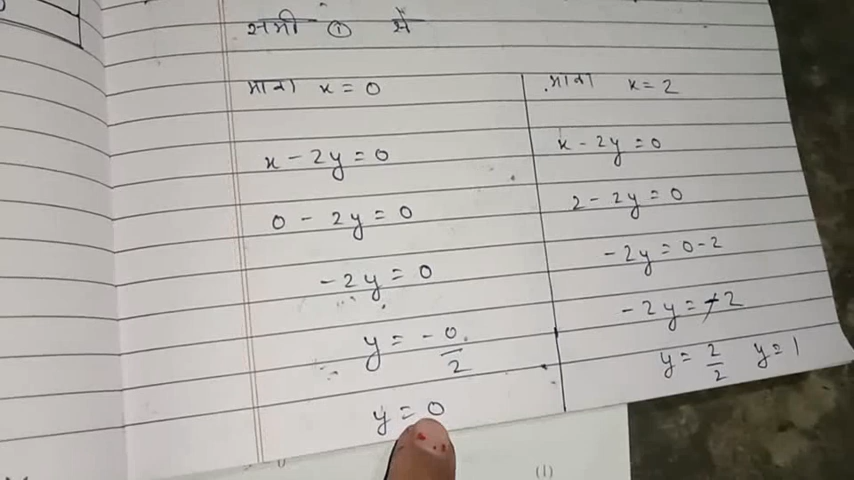 समी ① से
माना x = 0
x - 2y = 0
0 - 2y = 0
- 2y = 0
y = - 0/2
y = 0
माना x = 2
x - 2y = 0
2 - 2y = 0
- 2y = 0 - 2
- 2y = - 2
y = 2/2 y = 1
(1)